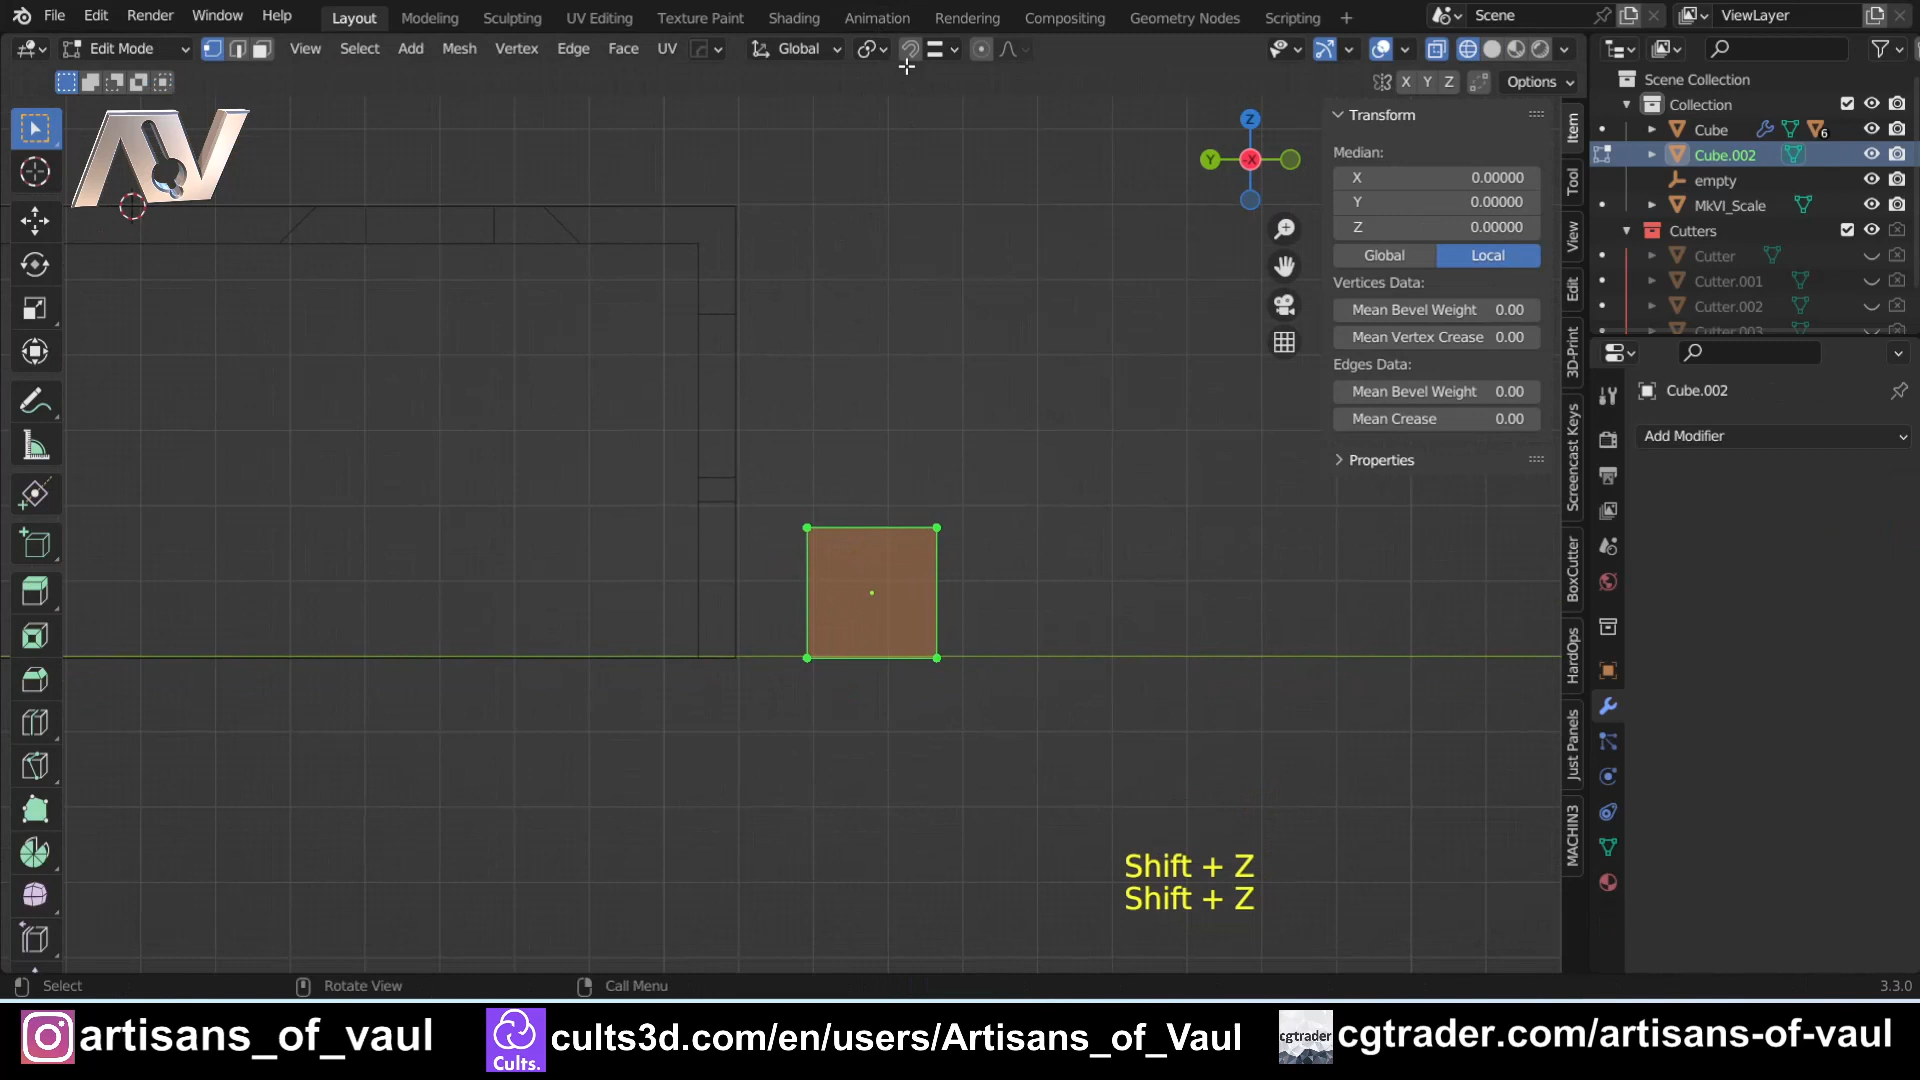 File Edit Render Window Help Layout Modeling Sculpting UV Editing Texture Paint Shading Animation Rendering Compositing Geometry Nodes Scripting + Scene ViewLayer
Edit Mode View Select Add Mesh Vertex Edge Face UV Global
X Y Z Options
AV
Z
Y
-X
Transform
Median:
X 0.00000
Y 0.00000
Z 0.00000
Global Local
Vertices Data:
Mean Bevel Weight 0.00
Mean Vertex Crease 0.00
Edges Data:
Mean Bevel Weight 0.00
Mean Crease 0.00
Properties
Item
Tool
View
Edit
3D-Print
Screencast Keys
BoxCutter
HardOps
Just Panels
MACHIN3
Scene Collection
Collection
Cube 6
Cube.002
empty
MkVI_Scale
Cutters
Cutter
Cutter.001
Cutter.002
Cutter.003
Cube.002
Add Modifier
Shift + Z
Shift + Z
Select Rotate View Call Menu 3.3.0
artisans_of_vaul Cults. cults3d.com/en/users/Artisans_of_Vaul cgtrader cgtrader.com/artisans-of-vaul